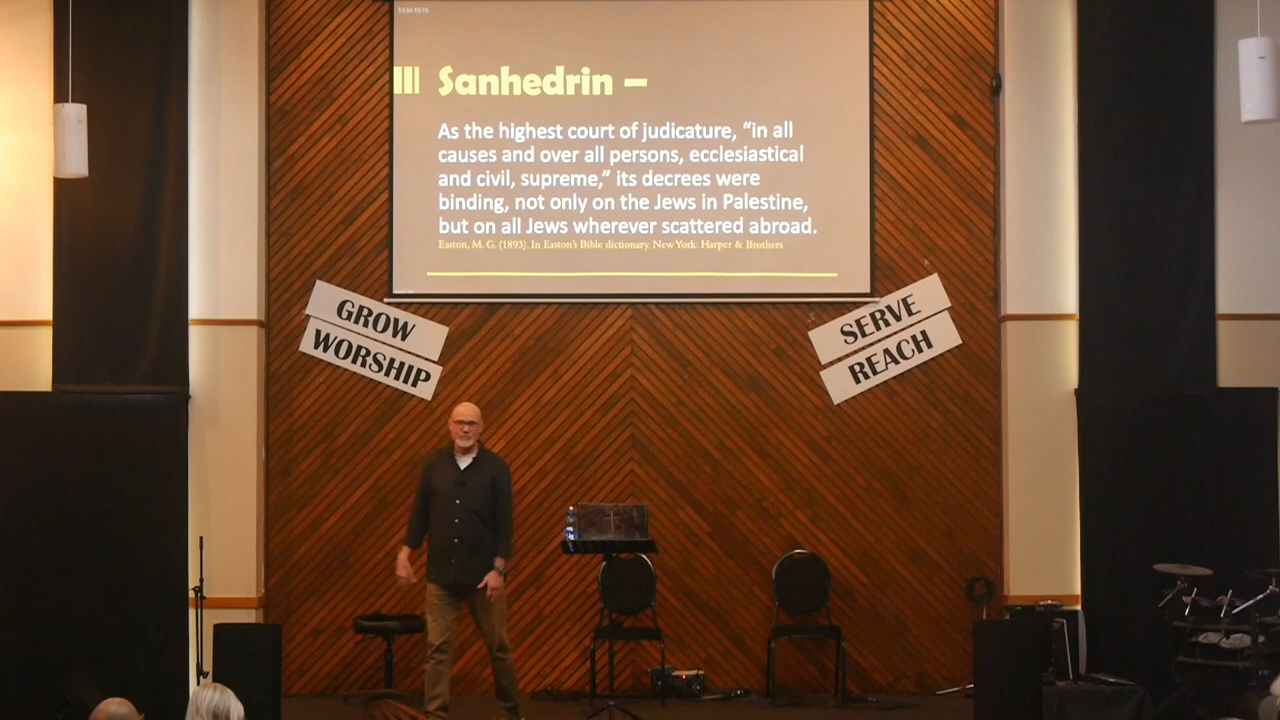 Sanhedrin –
As the highest court of judicature, “in all
causes and over all persons, ecclesiastical
and civil, supreme,” its decrees were
binding, not only on the Jews in Palestine,
but on all Jews wherever scattered abroad.
Easton, M. G. (1893). In Easton’s Bible dictionary. New York: Harper & Brothers
GROW
WORSHIP
SERVE
REACH